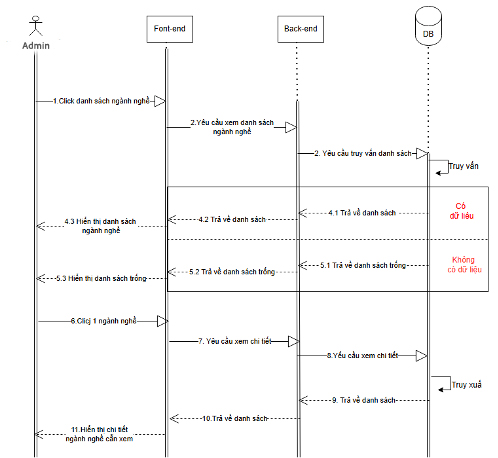 Font-end
Back-end
DB
Admin
1.Click danh sách ngành nghề
2.Yêu cầu xem danh sách
ngành nghề
2. Yêu cầu truy vấn danh sách
Truy vấn
Có
dữ liệu
4.1 Trả về danh sách
4.2 Trả về danh sách
4.3 Hiển thị danh sách
ngành nghề
Không
có dữ liệu
5.1 Trả về danh sách trống
5.2 Trả về danh sách trống
5.3 Hiển thị danh sách trống
6.Clicj 1 ngành nghề
7. Yêu cầu xem chi tiết
8.Yêu cầu xem chi tiết
Truy xuấ
9. Trả về danh sách
10.Trả về danh sách
11.Hiển thị chi tiết
ngành nghề cần xem